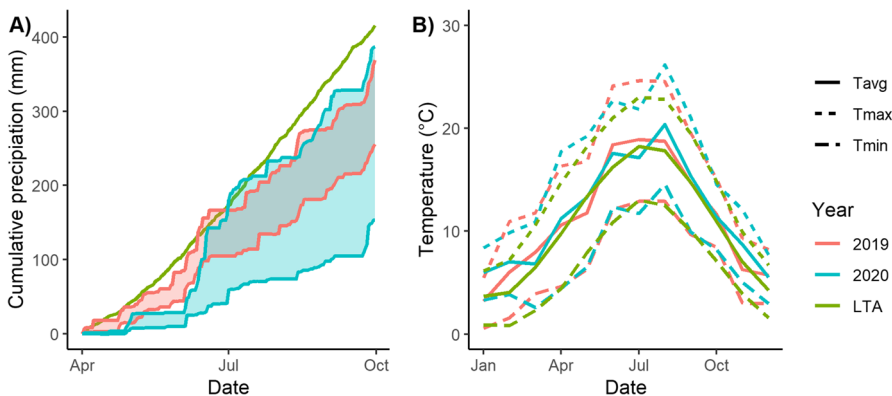 A)
Cumulative precipiation (mm)
400
300
200
100
0
Apr
Jul
Oct
Date
B)
Temperature (°C)
30
20
10
0
Jan
Apr
Jul
Oct
Date
Tavg
Tmax
Tmin
Year
2019
2020
LTA